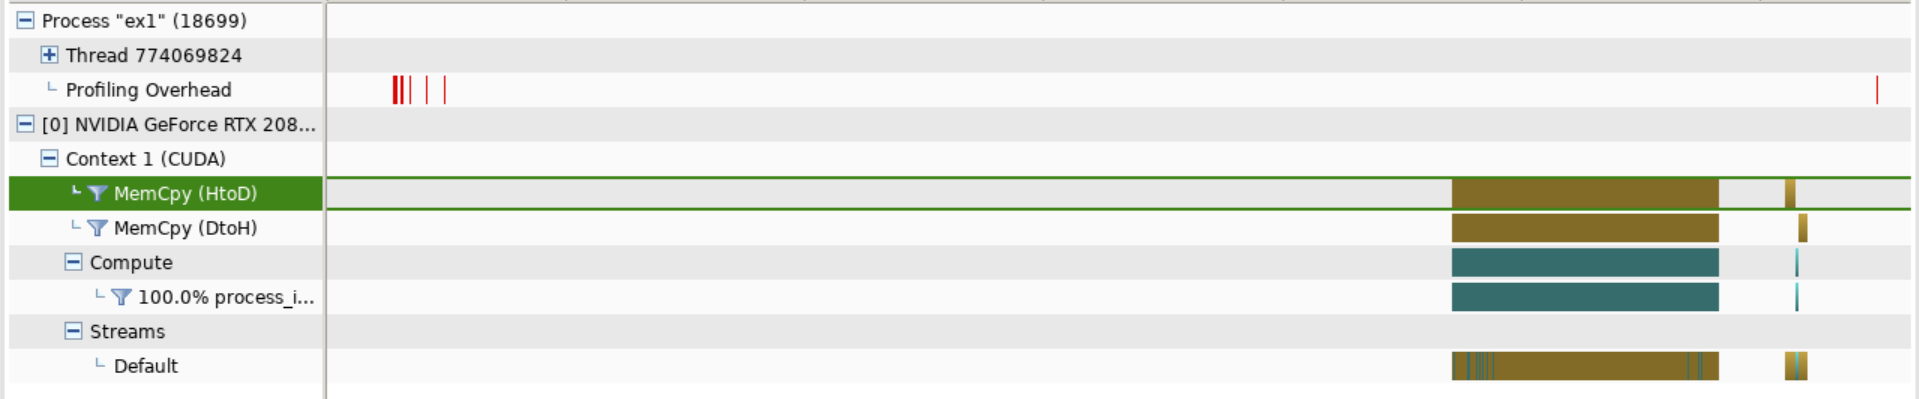 Process "ex1" (18699)
Thread 774069824
Profiling Overhead
[0] NVIDIA GeForce RTX 208...
Context 1 (CUDA)
MemCpy (HtoD)
MemCpy (DtoH)
Compute
100.0% process_i...
Streams
Default